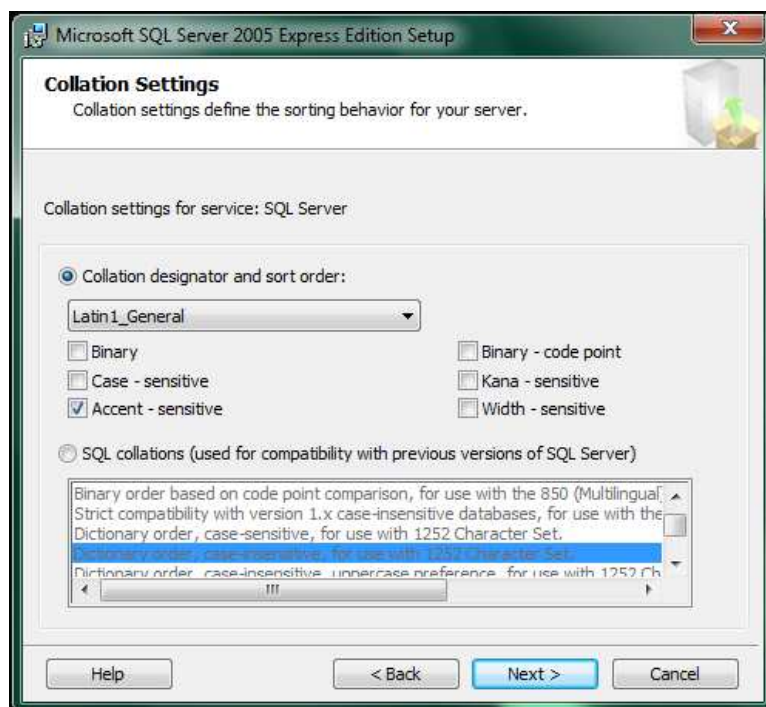 Microsoft SQL Server 2005 Express Edition Setup
Collation Settings
Collation settings define the sorting behavior for your server.
Collation settings for service: SQL Server
Collation designator and sort order:
Latin1_General
Binary
Binary - code point
Case - sensitive
Kana - sensitive
Accent - sensitive
Width - sensitive
SQL collations (used for compatibility with previous versions of SQL Server)
Binary order based on code point comparison, for use with the 850 (Multilingual)
Strict compatibility with version 1.x case-insensitive databases, for use with the
Dictionary order, case-sensitive, for use with 1252 Character Set.
Dictionary order, case-insensitive, for use with 1252 Character Set.
Dictionary order, case-insensitive, uppercase preference, for use with 1252 Ch
Help
< Back
Next >
Cancel